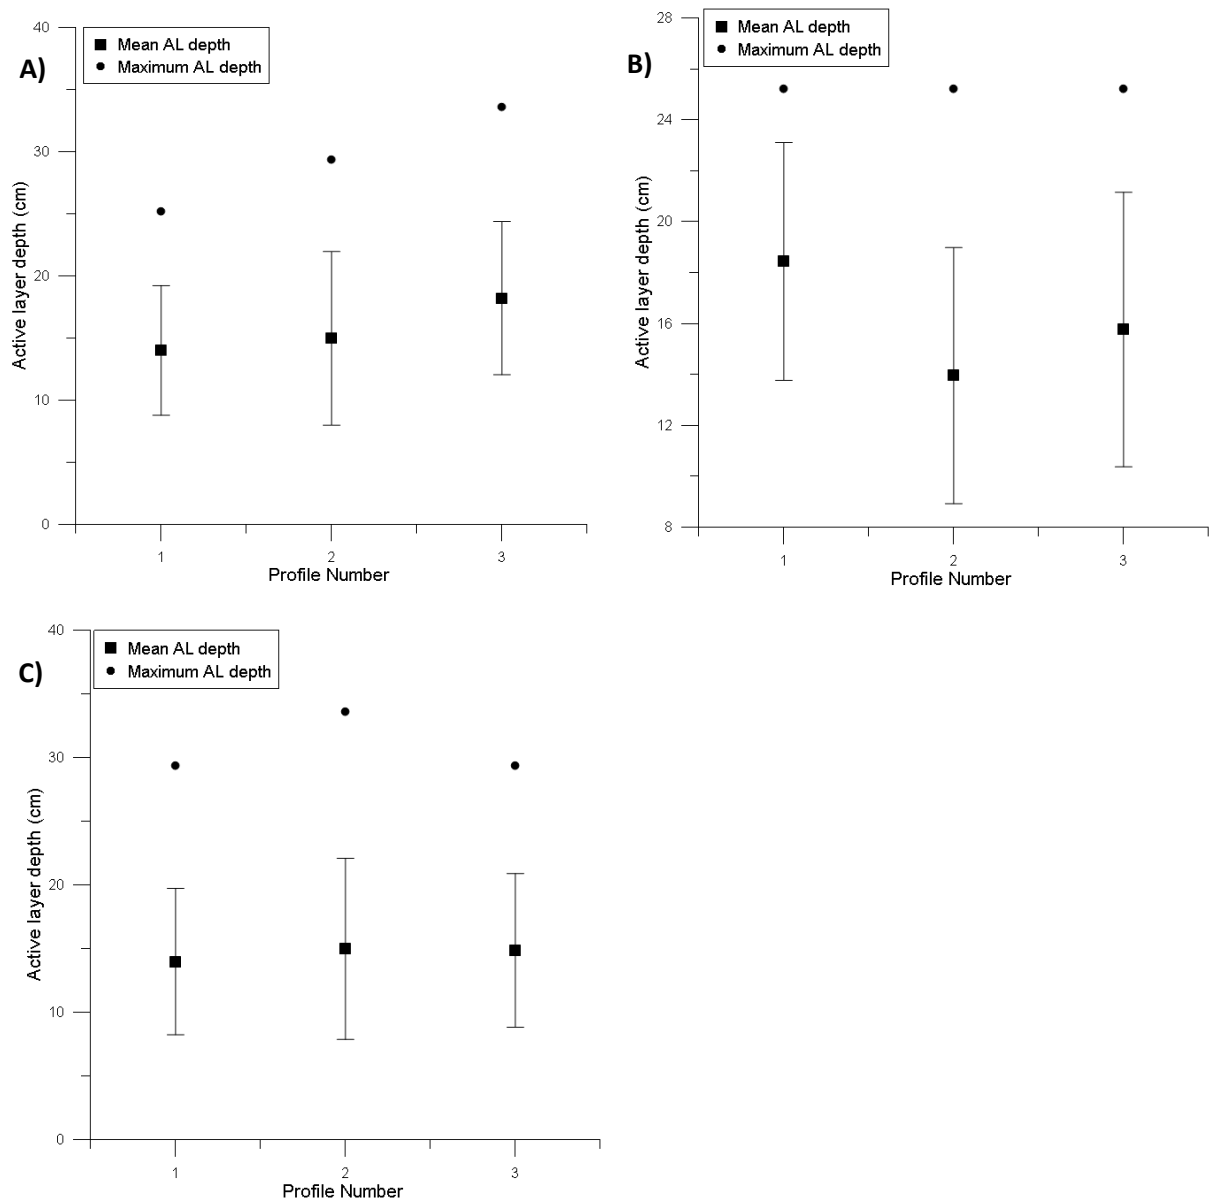 A)
Mean AL depth
Maximum AL depth
40
30
20
10
0
Active layer depth (cm)
1
2
3
Profile Number
B)
Mean AL depth
Maximum AL depth
28
24
20
16
12
8
Active layer depth (cm)
1
2
3
Profile Number
C)
Mean AL depth
Maximum AL depth
40
30
20
10
0
Active layer depth (cm)
1
2
3
Profile Number